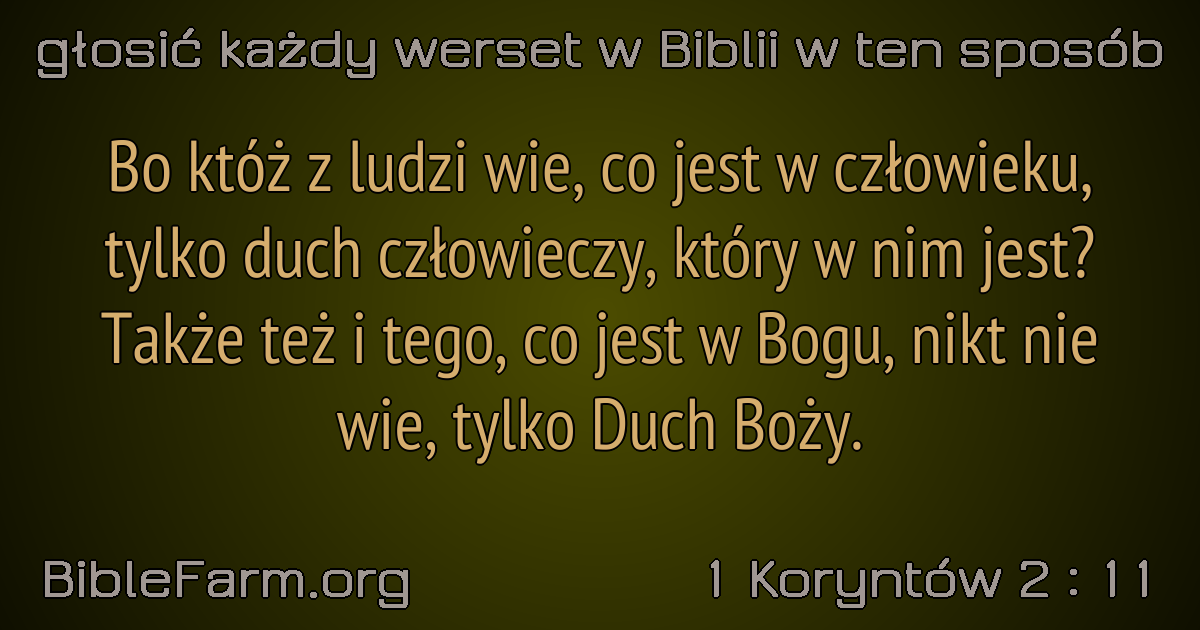 głosić każdy werset w Biblii w ten sposób
Bo któż z ludzi wie, co jest w człowieku,
tylko duch człowieczy, który w nim jest?
Także też i tego, co jest w Bogu, nikt nie
wie, tylko Duch Boży.
BibleFarm.org
1 Koryntów 2 : 11